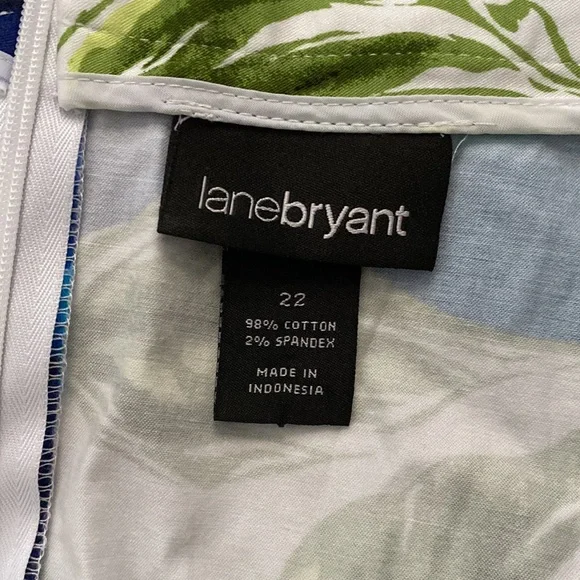 lanebryant
22
98% COTTON
2% SPANDEX
MADE IN
INDONESIA